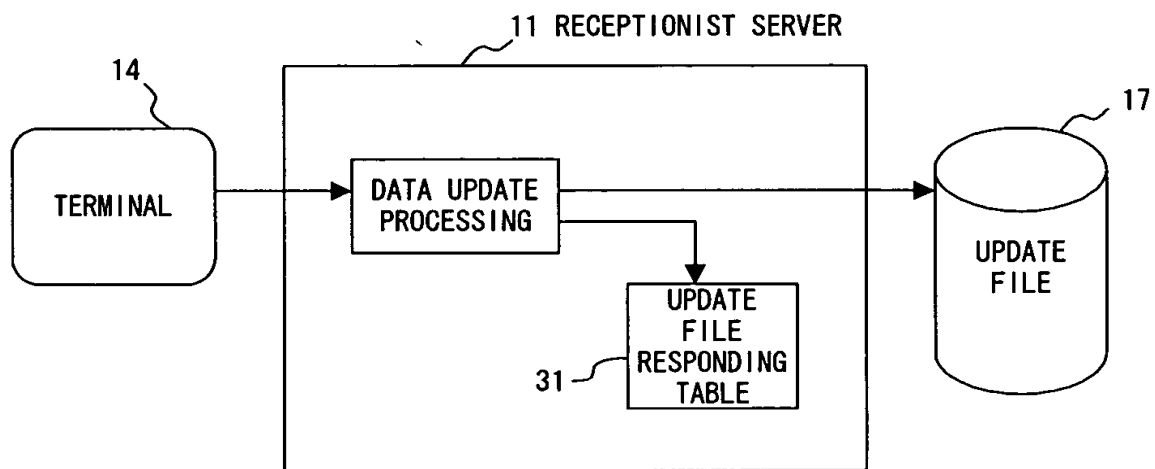 11 RECEPTIONIST SERVER
14
17
TERMINAL
DATA UPDATE
PROCESSING
UPDATE
FILE
UPDATE
FILE
RESPONDING
TABLE
31